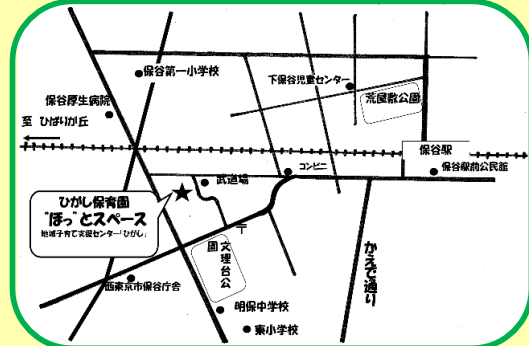 保谷第一小学校
下保谷児童センター
荒屋敷公園
保谷厚生病院
至 ひばりが丘
保谷駅
保谷駅前公民館
コンビニ
武道場
ひがし保育園
"ほっ"とスペース
地域子育て支援センター「ひがし」
〒
文理台公園
かえで通り
西東京市保谷庁舎
明保中学校
東小学校